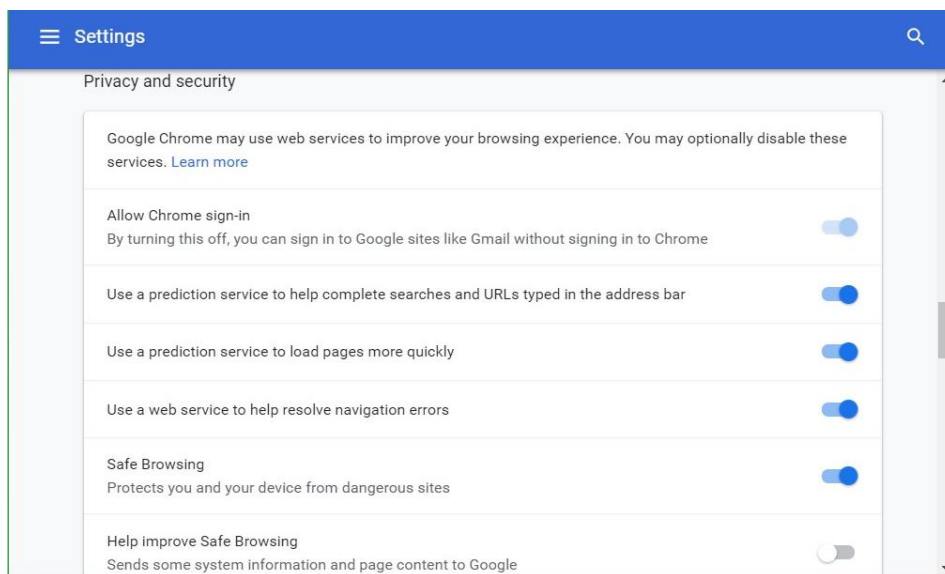 Settings
Privacy and security
Google Chrome may use web services to improve your browsing experience. You may optionally disable these
services. Learn more
Allow Chrome sign-in
By turning this off, you can sign in to Google sites like Gmail without signing in to Chrome
Use a prediction service to help complete searches and URLs typed in the address bar
Use a prediction service to load pages more quickly
Use a web service to help resolve navigation errors
Safe Browsing
Protects you and your device from dangerous sites
Help improve Safe Browsing
Sends some system information and page content to Google